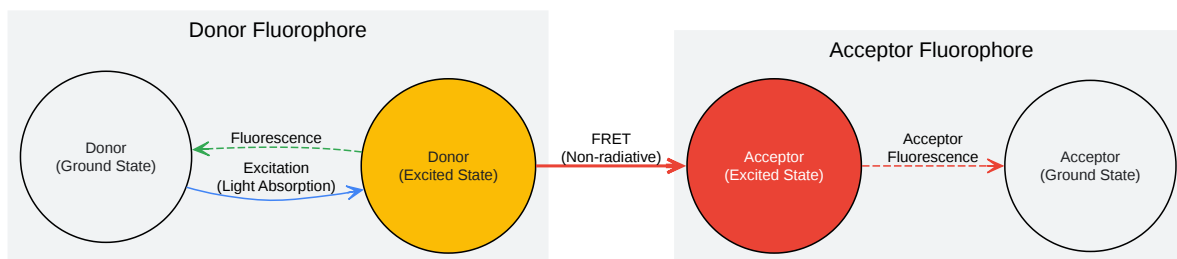 Donor Fluorophore
Acceptor Fluorophore
Donor
(Ground State)
Fluorescence
Excitation
(Light Absorption)
Donor
(Excited State)
FRET
(Non-radiative)
Acceptor
(Excited State)
Acceptor
Fluorescence
Acceptor
(Ground State)